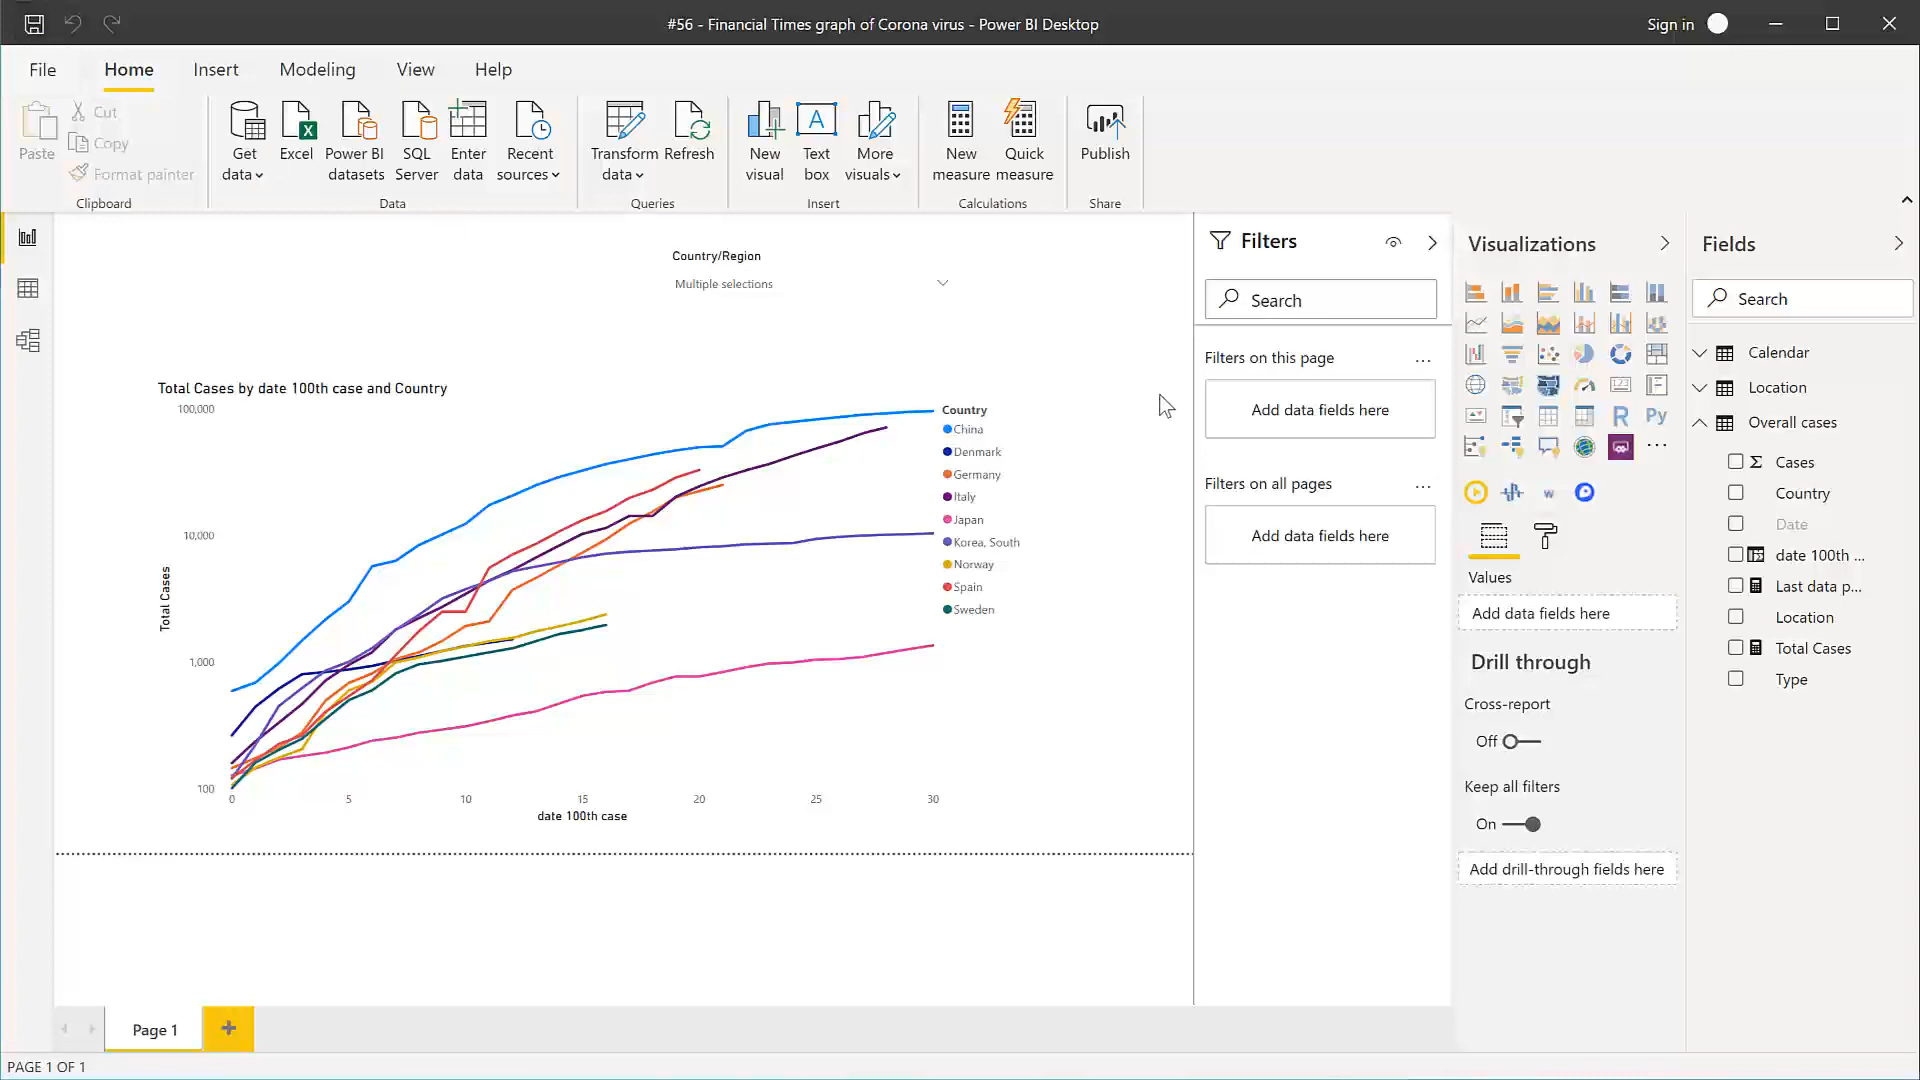 #56 - Financial Times graph of Corona virus - Power BI Desktop
Sign in
File
Home
Insert
Modeling
View
Help
Paste
Cut
Copy
Format painter
Clipboard
Get data
Excel
Power BI datasets
SQL Server
Enter data
Recent sources
Data
Transform data
Refresh
Queries
New visual
Text box
More visuals
Insert
New measure
Quick measure
Calculations
Publish
Share
Country/Region
Multiple selections
Total Cases by date 100th case and Country
Total Cases
100,000
10,000
1,000
100
0
5
10
15
20
25
30
date 100th case
Country
China
Denmark
Germany
Italy
Japan
Korea, South
Norway
Spain
Sweden
Filters
Search
Filters on this page
...
Add data fields here
Filters on all pages
...
Add data fields here
Visualizations
R
Py
123
W
...
Values
Add data fields here
Drill through
Cross-report
Off
Keep all filters
On
Add drill-through fields here
Fields
Search
Calendar
Location
Overall cases
Σ Cases
Country
Date
date 100th ...
Last data p...
Location
Total Cases
Type
Page 1
PAGE 1 OF 1